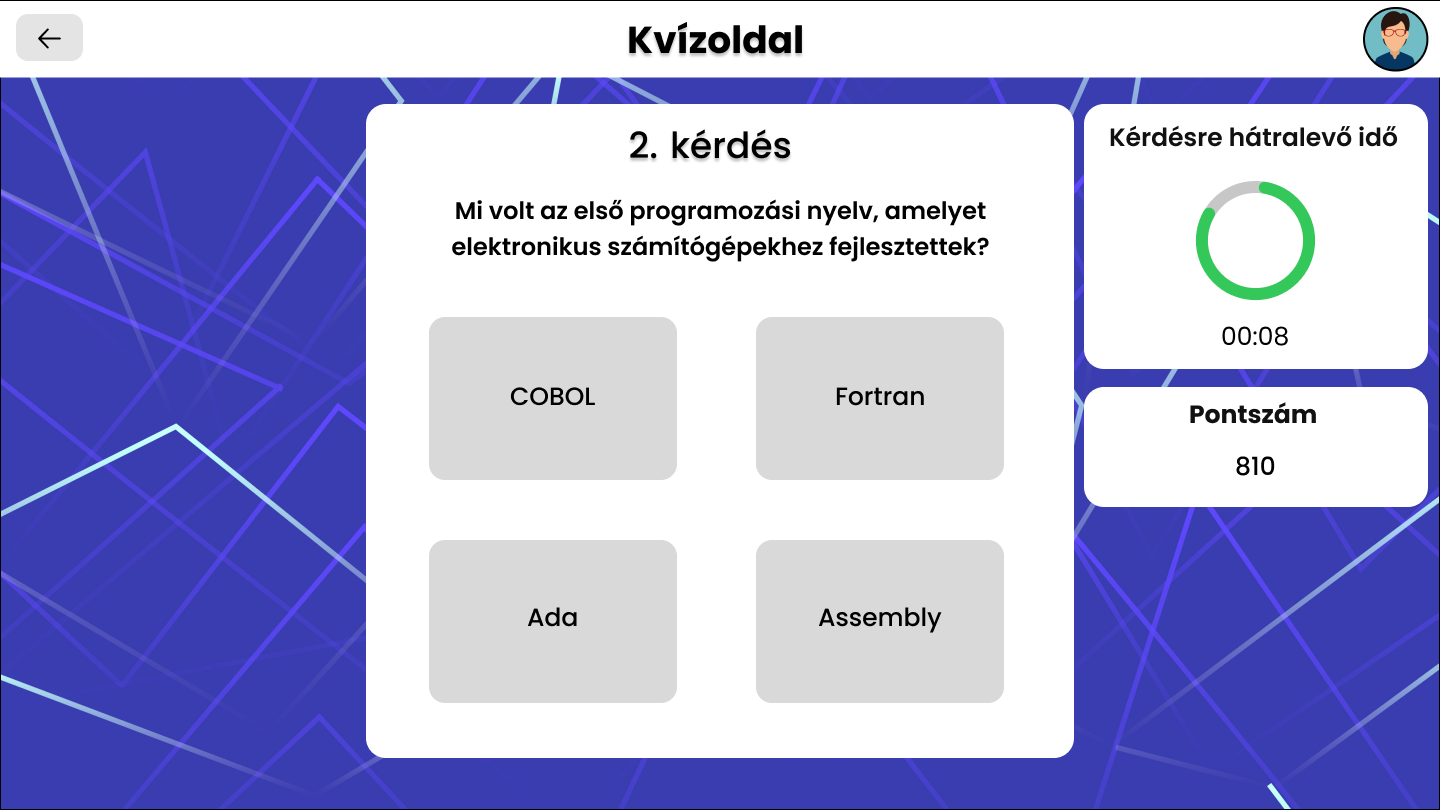 Kvízoldal
2. kérdés
Mi volt az első programozási nyelv, amelyet
elektronikus számítógépekhez fejlesztettek?
COBOL
Fortran
Ada
Assembly
Kérdésre hátralevő idő
00:08
Pontszám
810